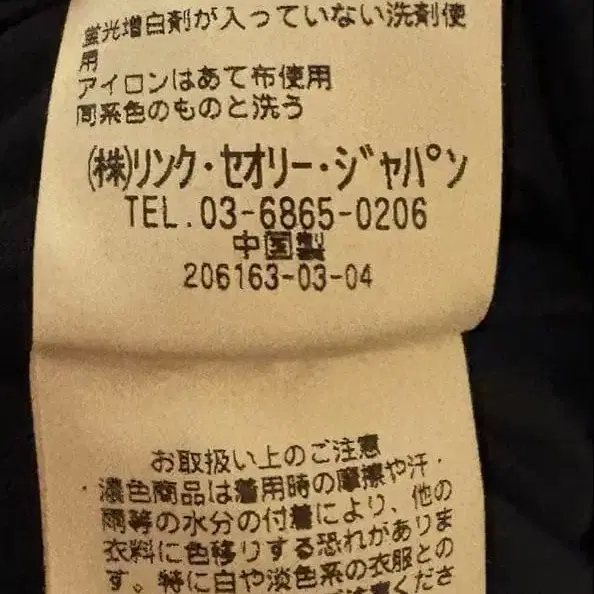 蛍光増白剤が入っていない洗剤使
用
アイロンはあて布使用
同系色のものと洗う
㈱リンク・セオリー・ジャパン
TEL.03-6865-0206
中国製
206163-03-04
お取扱い上のご注意
・濃色商品は着用時の摩擦や汗・
雨等の水分の付着により、他の
衣料に色移りする恐れがありま
す。特に白や淡色系の衣服との
ください